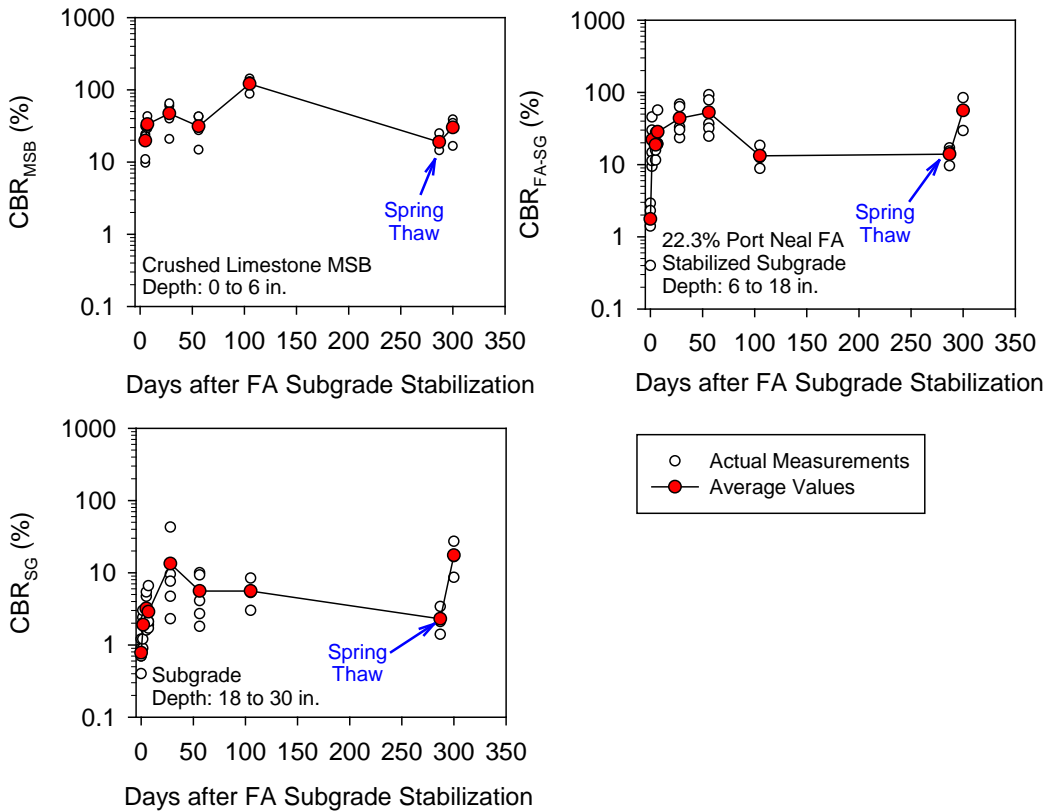 1000
100
10
1
0.1
CBR_MSB (%)
Spring
Thaw
Crushed Limestone MSB
Depth: 0 to 6 in.
0 50 100 150 200 250 300 350
Days after FA Subgrade Stabilization
1000
100
10
1
0.1
CBR_FA-SG (%)
Spring
Thaw
22.3% Port Neal FA
Stabilized Subgrade
Depth: 6 to 18 in.
0 50 100 150 200 250 300 350
Days after FA Subgrade Stabilization
1000
100
10
1
0.1
CBR_SG (%)
Spring
Thaw
Subgrade
Depth: 18 to 30 in.
0 50 100 150 200 250 300 350
Days after FA Subgrade Stabilization
Actual Measurements
Average Values